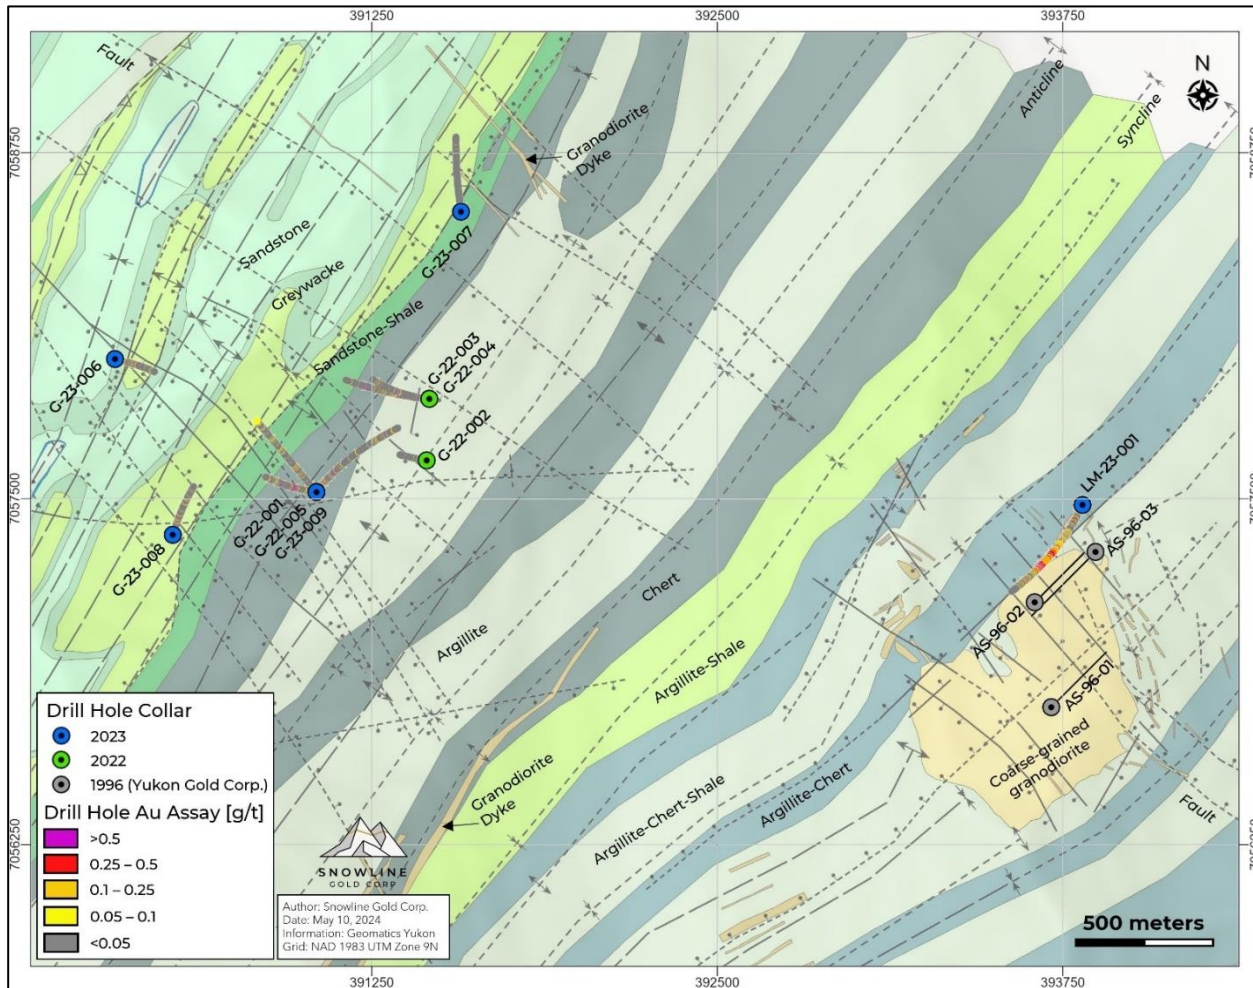 391250
392500
393750
Fault
N
Anticline
Syncline
7058750
7058750
Granodiorite
Dyke
Sandstone
Greywacke
Sandstone-Shale
G-23-007
G-23-006
G-22-003
G-22-004
G-22-002
7057500
7057500
LM-23-001
AS-96-03
G-22-001
G-22-005
G-23-009
G-23-008
Chert
Argillite
AS-96-02
Argillite-Shale
AS-96-01
Coarse-grained
granodiorite
Granodiorite
Dyke
Argillite-Chert-Shale
Argillite-Chert
Fault
7056250
7056250
Drill Hole Collar
2023
2022
1996 (Yukon Gold Corp.)
Drill Hole Au Assay [g/t]
>0.5
0.25 – 0.5
0.1 – 0.25
0.05 – 0.1
<0.05
SNOWLINE
GOLD CORP
Author: Snowline Gold Corp.
Date: May 10, 2024
Information: Geomatics Yukon
Grid: NAD 1983 UTM Zone 9N
500 meters
391250
392500
393750